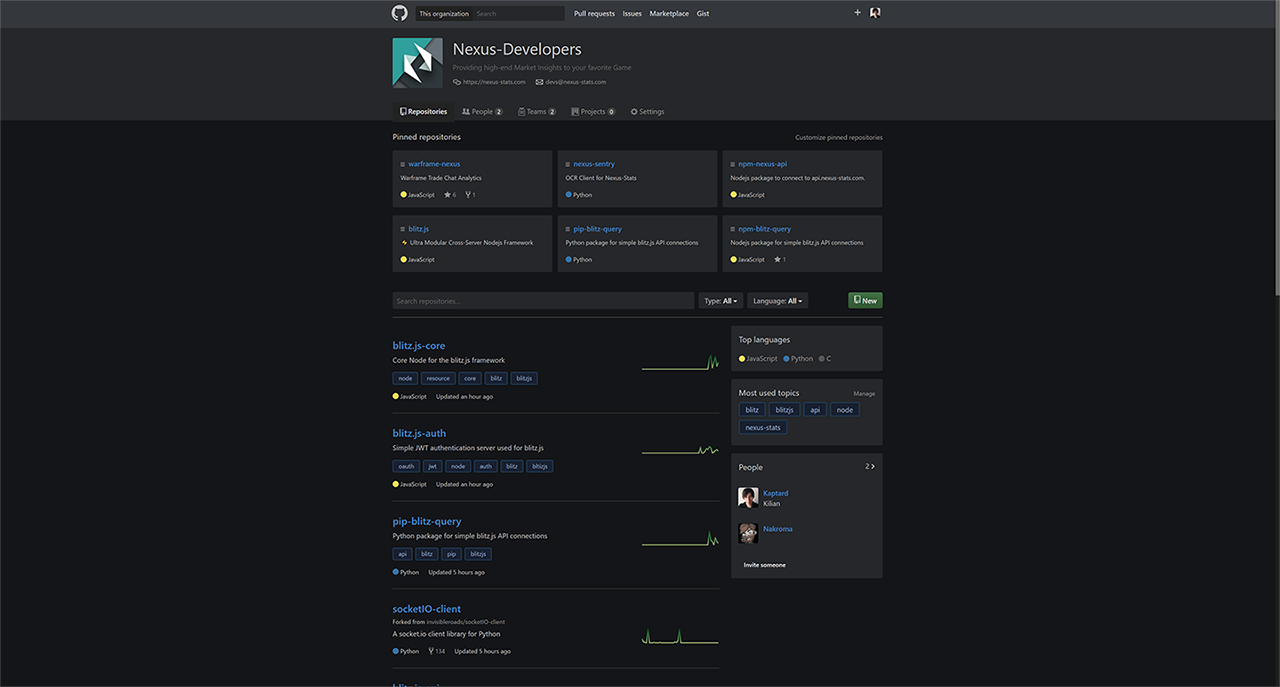 This organization Search Pull requests Issues Marketplace Gist
Nexus-Developers
Providing high-end Market Insights to your favorite Game
https://nexus-stats.com devs@nexus-stats.com
Repositories People 2 Teams 2 Projects 0 Settings
Pinned repositories Customize pinned repositories
warframe-nexus
Warframe Trade Chat Analytics
JavaScript 6 1
nexus-sentry
OCR Client for Nexus-Stats
Python
npm-nexus-api
Nodejs package to connect to api.nexus-stats.com.
JavaScript
blitz.js
Ultra Modular Cross-Server Nodejs Framework
JavaScript
pip-blitz-query
Python package for simple blitz.js API connections
Python
npm-blitz-query
Nodejs package for simple blitz.js API connections
JavaScript 1
Search repositories... Type: All Language: All New
blitz.js-core
Core Node for the blitz.js framework
node resource core blitz blitzjs
JavaScript Updated an hour ago
blitz.js-auth
Simple JWT authentication server used for blitz.js
oauth jwt node auth blitz bltizjs
JavaScript Updated an hour ago
pip-blitz-query
Python package for simple blitz.js API connections
api blitz pip blitzjs
Python Updated 5 hours ago
socketIO-client
Forked from invisibleroads/socketIO-client
A socket.io client library for Python
Python 134 Updated 5 hours ago
Top languages
JavaScript Python C
Most used topics Manage
blitz blitzjs api node
nexus-stats
People 2
Kaptard
Kilian
Nakroma
Invite someone